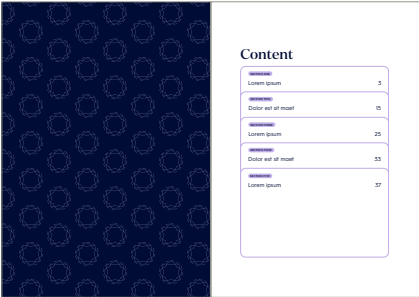 Content
Lorem ipsum 3
Dolor est sit maet 15
Lorem ipsum 25
Dolor est sit maet 33
Lorem ipsum 37